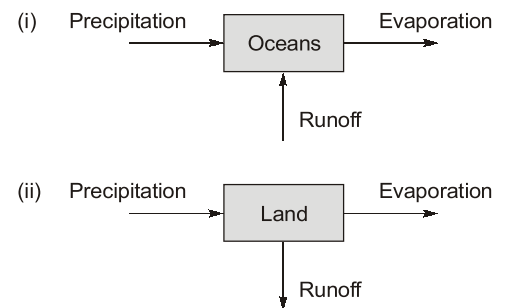 (i) Precipitation Evaporation
Oceans
Runoff
(ii) Precipitation Evaporation
Land
Runoff